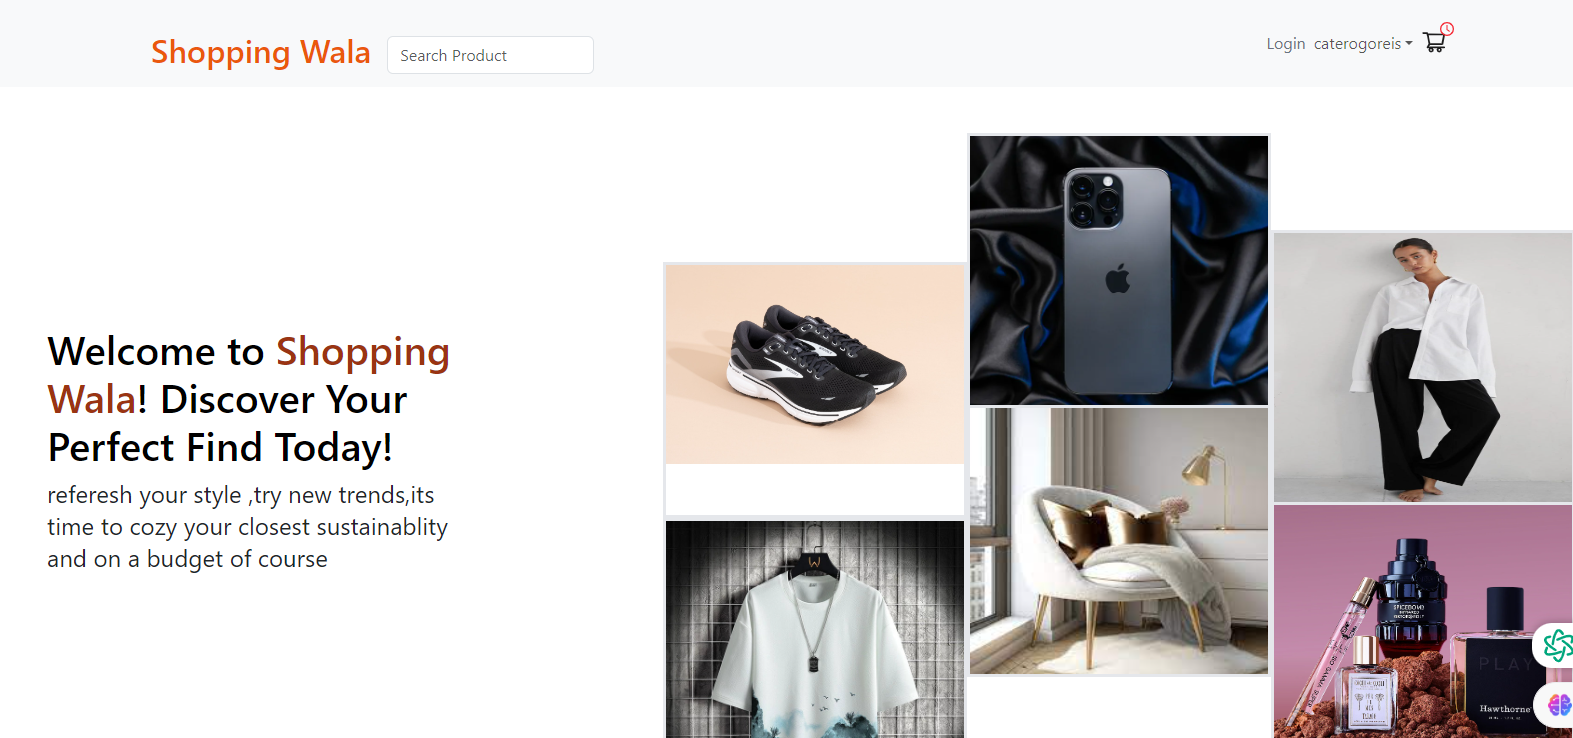 Shopping Wala
Search Product
Login caterogoreis
Welcome to Shopping
Wala! Discover Your
Perfect Find Today!
referesh your style ,try new trends,its
time to cozy your closest sustainablity
and on a budget of course
SPICEBOMB
PLAY
Hawthorne